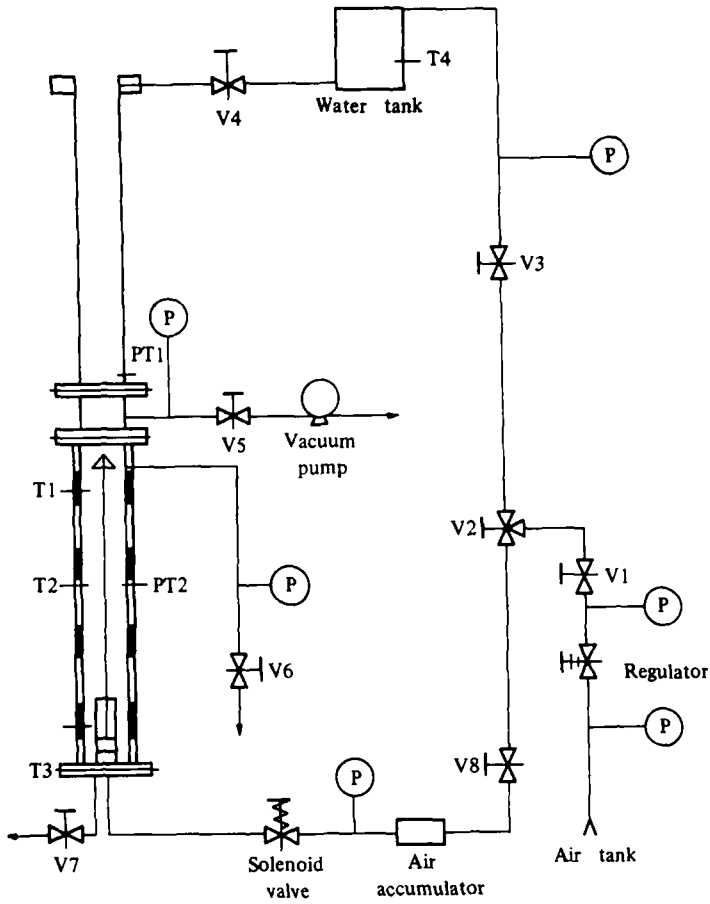 T4
Water tank
V4
P
V3
P
PT1
V5
Vacuum
pump
T1
V2
T2
PT2
P
V1
P
V6
Regulator
P
T3
P
V8
V7
Solenoid
valve
Air
accumulator
Air tank